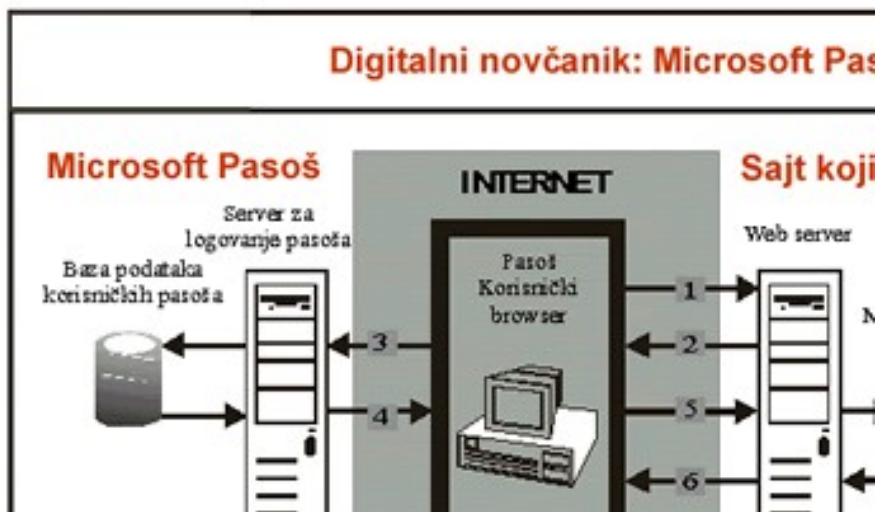 Digitalni novčanik: Microsoft Pas
Microsoft Pasoš
INTERNET
Sajt koji
Server za
logovanje pasoša
Baza podataka
korisničkih pasoša
Pasoš
Korisnički
browser
Web server
1
2
3
4
5
6